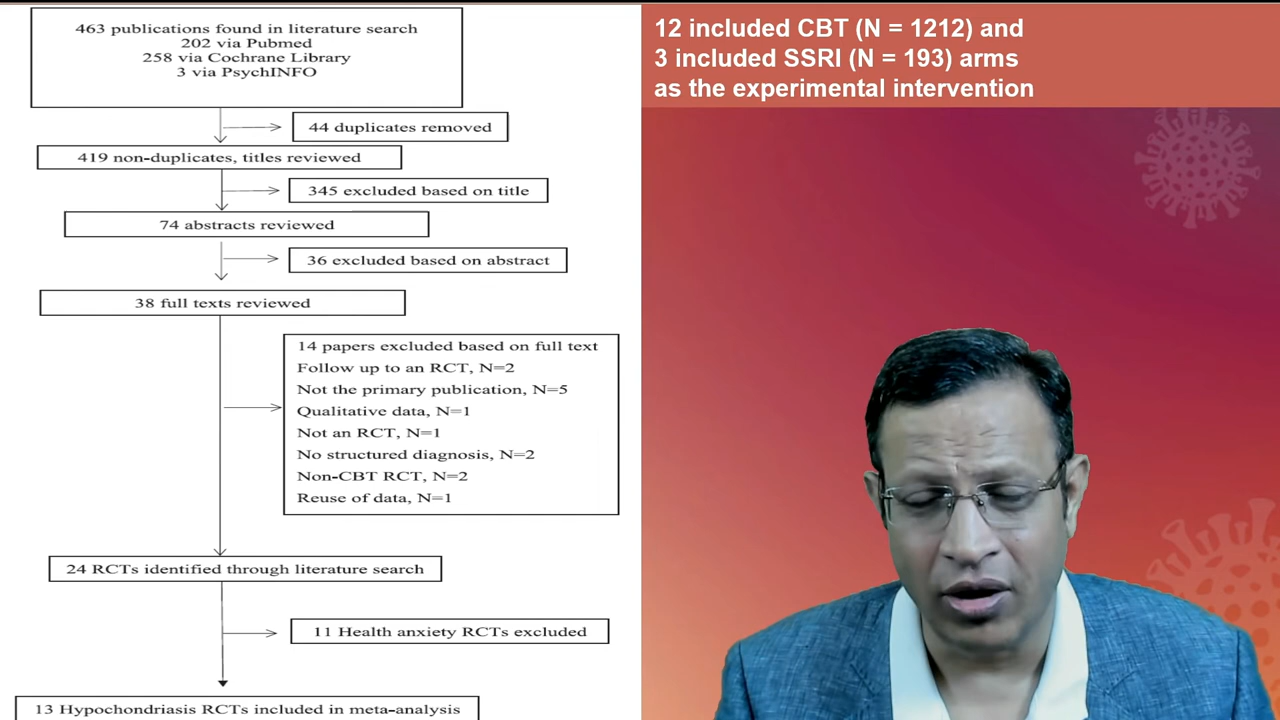 463 publications found in literature search
202 via Pubmed
258 via Cochrane Library
3 via PsychINFO
44 duplicates removed
419 non-duplicates, titles reviewed
345 excluded based on title
74 abstracts reviewed
36 excluded based on abstract
38 full texts reviewed
14 papers excluded based on full text
Follow up to an RCT, N=2
Not the primary publication, N=5
Qualitative data, N=1
Not an RCT, N=1
No structured diagnosis, N=2
Non-CBT RCT, N=2
Reuse of data, N=1
24 RCTs identified through literature search
11 Health anxiety RCTs excluded
13 Hypochondriasis RCTs included in meta-analysis
12 included CBT (N = 1212) and
3 included SSRI (N = 193) arms
as the experimental intervention